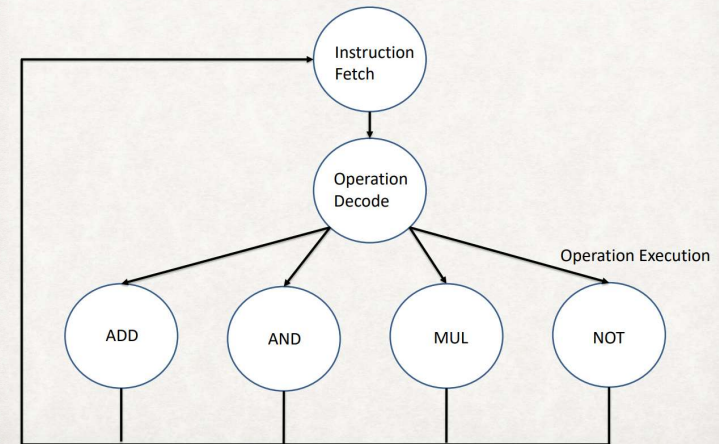 Instruction
Fetch
Operation
Decode
Operation Execution
ADD
AND
MUL
NOT